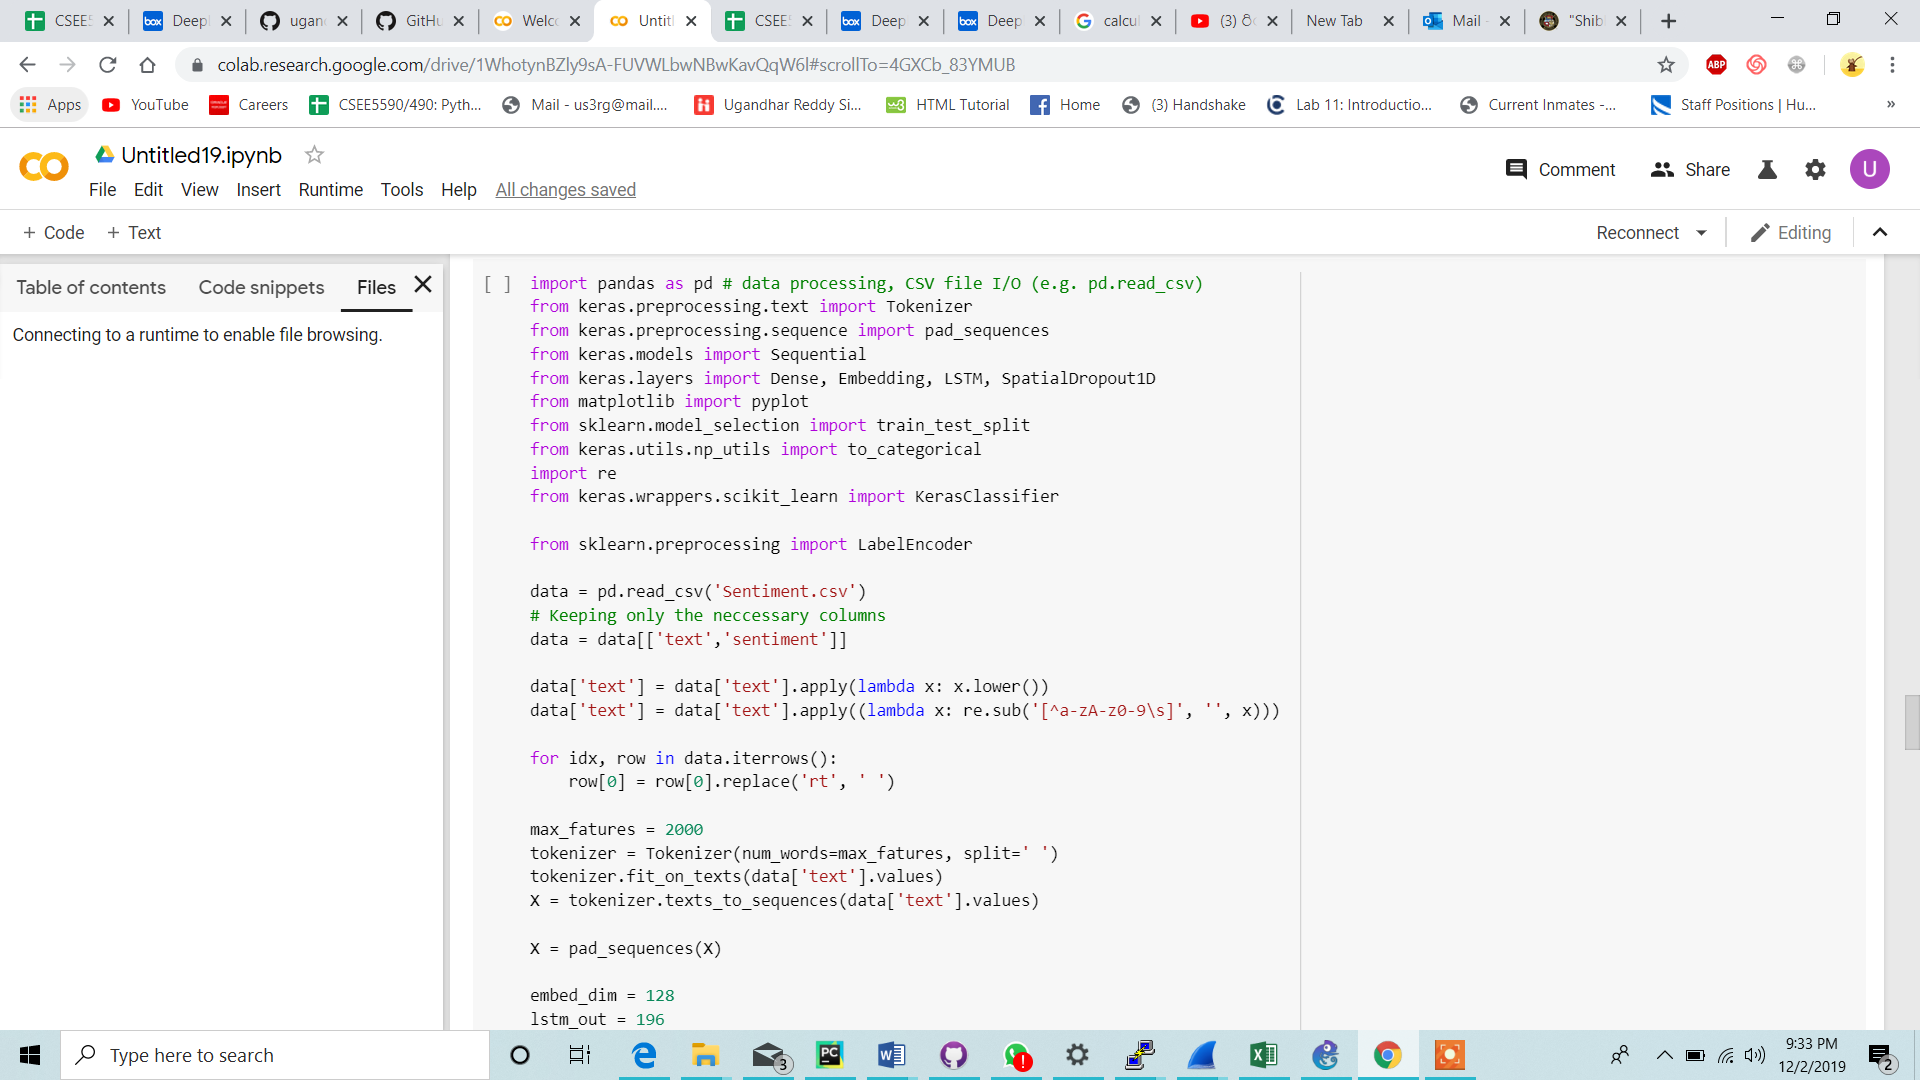 CSEE5
Deepl
ugan
GitHu
Welco
Untitl
CSEE5
Deep
Deep
calcul
New Tab
Mail -
"Shib
colab.research.google.com/drive/1WhotynBZly9sA-FUVWLbwNBwKavQqW6l#scrollTo=4GXCb_83YMUB
ABP
Apps YouTube Careers CSEE5590/490: Pyth... Mail - us3rg@mail.... Ugandhar Reddy Si... HTML Tutorial Home (3) Handshake Lab 11: Introductio... Current Inmates -... Staff Positions | Hu... »
Untitled19.ipynb
Comment Share U
File Edit View Insert Runtime Tools Help All changes saved
+ Code + Text
Reconnect Editing
Table of contents Code snippets Files
Connecting to a runtime to enable file browsing.
[ ] import pandas as pd # data processing, CSV file I/O (e.g. pd.read_csv)
from keras.preprocessing.text import Tokenizer
from keras.preprocessing.sequence import pad_sequences
from keras.models import Sequential
from keras.layers import Dense, Embedding, LSTM, SpatialDropout1D
from matplotlib import pyplot
from sklearn.model_selection import train_test_split
from keras.utils.np_utils import to_categorical
import re
from keras.wrappers.scikit_learn import KerasClassifier
from sklearn.preprocessing import LabelEncoder
data = pd.read_csv('Sentiment.csv')
# Keeping only the neccessary columns
data = data[['text','sentiment']]
data['text'] = data['text'].apply(lambda x: x.lower())
data['text'] = data['text'].apply((lambda x: re.sub('[^a-zA-z0-9\s]', '', x)))
for idx, row in data.iterrows():
row[0] = row[0].replace('rt', ' ')
max_fatures = 2000
tokenizer = Tokenizer(num_words=max_fatures, split=' ')
tokenizer.fit_on_texts(data['text'].values)
X = tokenizer.texts_to_sequences(data['text'].values)
X = pad_sequences(X)
embed_dim = 128
lstm_out = 196
Type here to search
3
PC
9:33 PM
12/2/2019
2